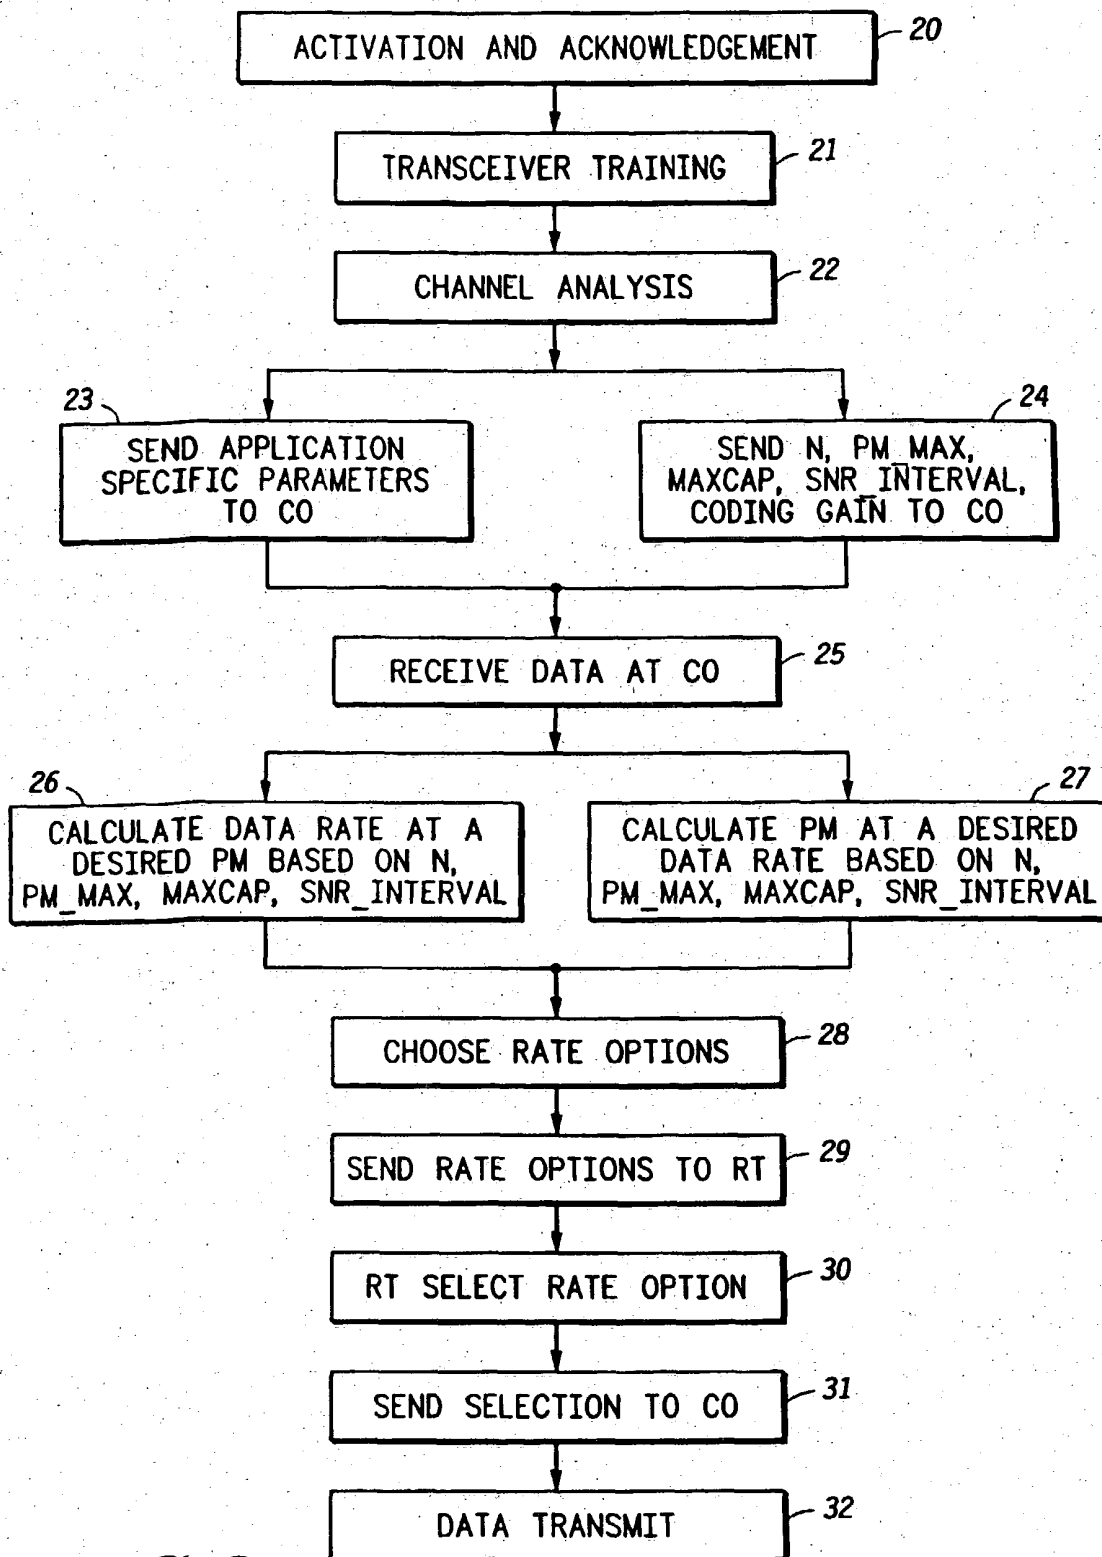 ACTIVATION AND ACKNOWLEDGEMENT
20
TRANSCEIVER TRAINING
21
CHANNEL ANALYSIS
22
23
SEND APPLICATION
SPECIFIC PARAMETERS
TO CO
24
SEND N, PM_MAX,
MAXCAP, SNR_INTERVAL,
CODING GAIN TO CO
RECEIVE DATA AT CO
25
26
CALCULATE DATA RATE AT A
DESIRED PM BASED ON N,
PM_MAX, MAXCAP, SNR_INTERVAL
27
CALCULATE PM AT A DESIRED
DATA RATE BASED ON N,
PM_MAX, MAXCAP, SNR_INTERVAL
CHOOSE RATE OPTIONS
28
SEND RATE OPTIONS TO RT
29
RT SELECT RATE OPTION
30
SEND SELECTION TO CO
31
DATA TRANSMIT
32